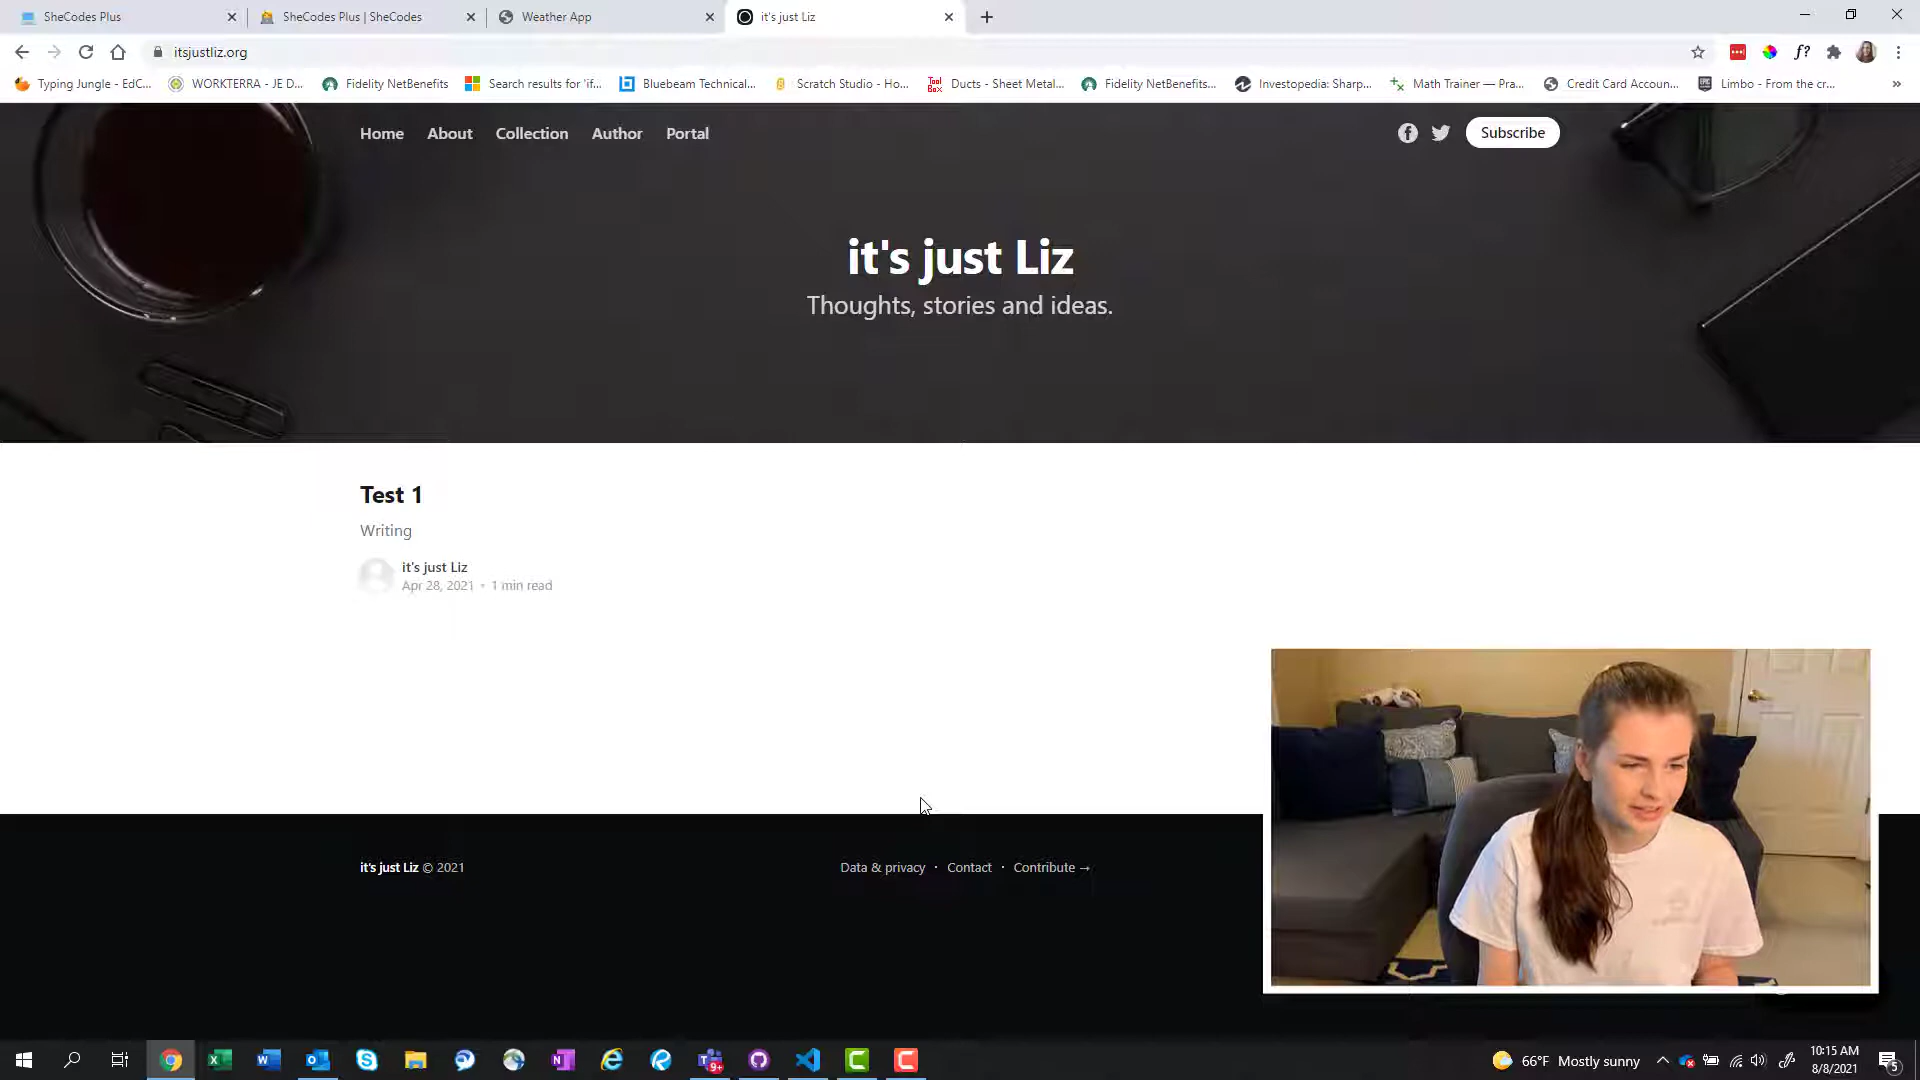 SheCodes Plus
SheCodes Plus | SheCodes
Weather App
it's just Liz
itsjustliz.org
Typing Jungle - EdC...
WORKTERRA - JE D...
Fidelity NetBenefits
Search results for 'if...
Bluebeam Technical...
Scratch Studio - Ho...
Ducts - Sheet Metal...
Fidelity NetBenefits...
Investopedia: Sharp...
Math Trainer — Pra...
Credit Card Accoun...
Limbo - From the cr...
Home
About
Collection
Author
Portal
Subscribe
it's just Liz
Thoughts, stories and ideas.
Test 1
Writing
it's just Liz
Apr 28, 2021 • 1 min read
it's just Liz © 2021
Data & privacy · Contact · Contribute →
66°F Mostly sunny
10:15 AM
8/8/2021